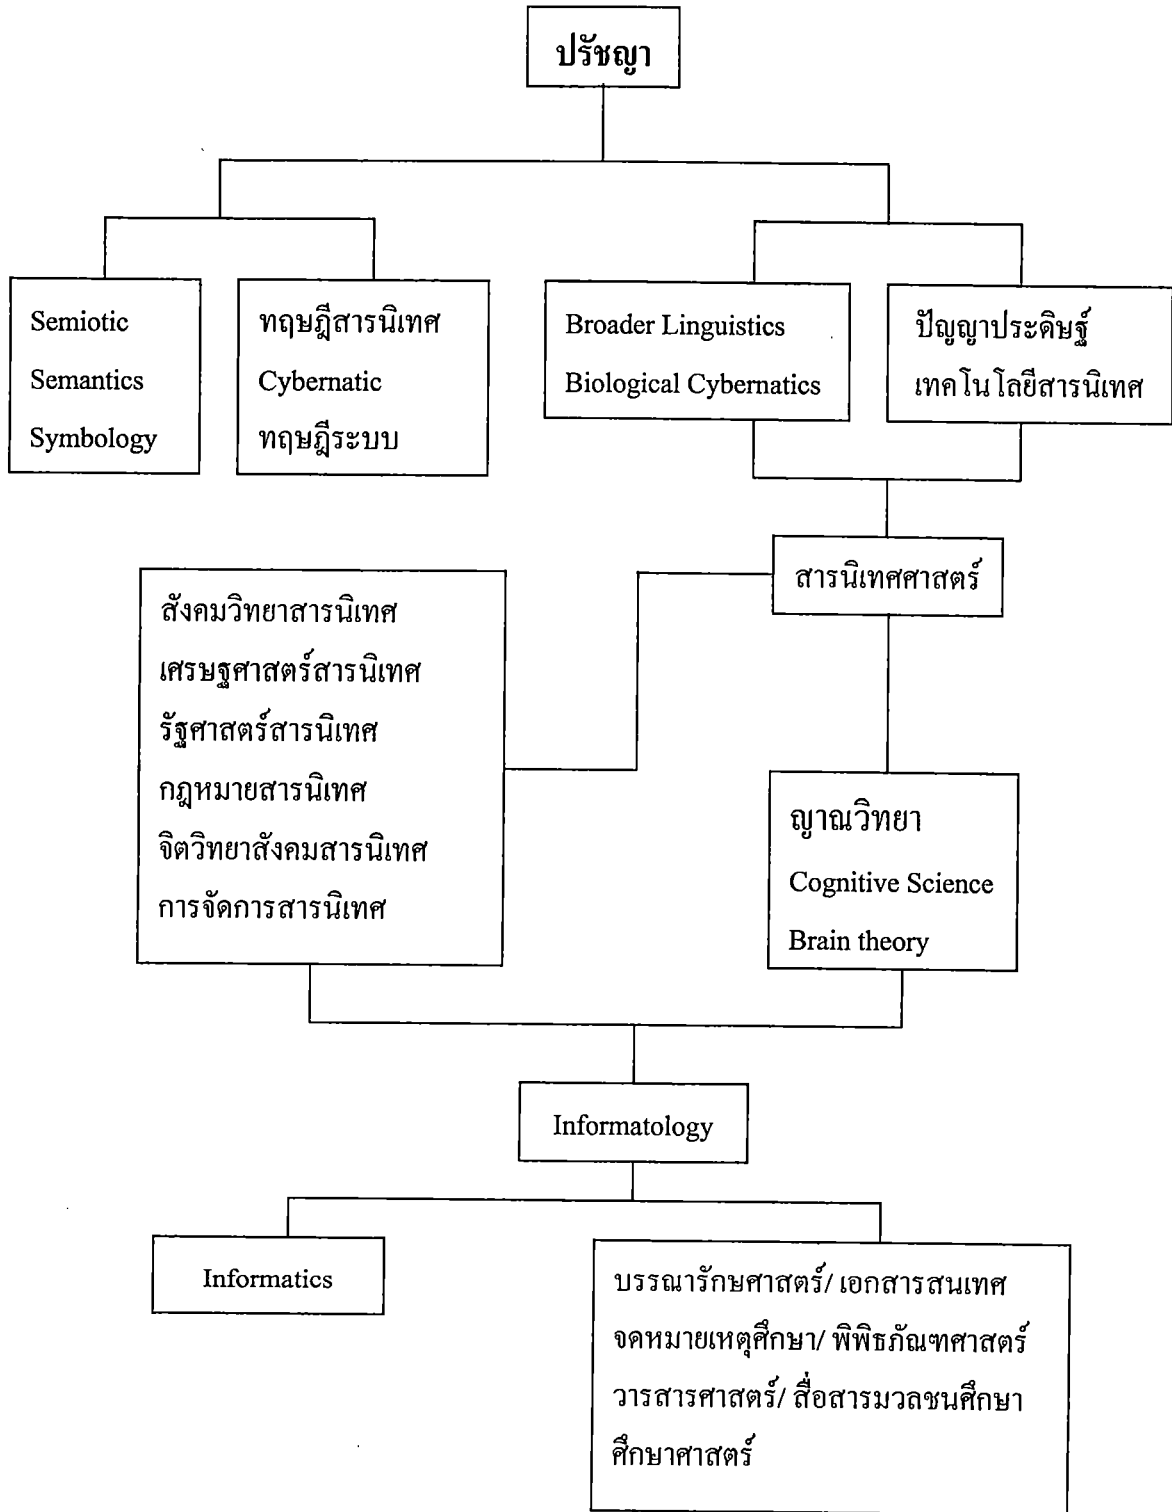 ปรัชญา
Semiotic
Semantics
Symbology
ทฤษฎีสารนิเทศ
Cybernatic
ทฤษฎีระบบ
Broader Linguistics
Biological Cybernatics
ปัญญาประดิษฐ์
เทคโนโลยีสารนิเทศ
สารนิเทศศาสตร์
สังคมวิทยาสารนิเทศ
เศรษฐศาสตร์สารนิเทศ
รัฐศาสตร์สารนิเทศ
กฎหมายสารนิเทศ
จิตวิทยาสังคมสารนิเทศ
การจัดการสารนิเทศ
ญาณวิทยา
Cognitive Science
Brain theory
Informatology
Informatics
บรรณารักษศาสตร์/ เอกสารสนเทศ
จดหมายเหตุศึกษา/ พิพิธภัณฑศาสตร์
วารสารศาสตร์/ สื่อสารมวลชนศึกษา
ศึกษาศาสตร์